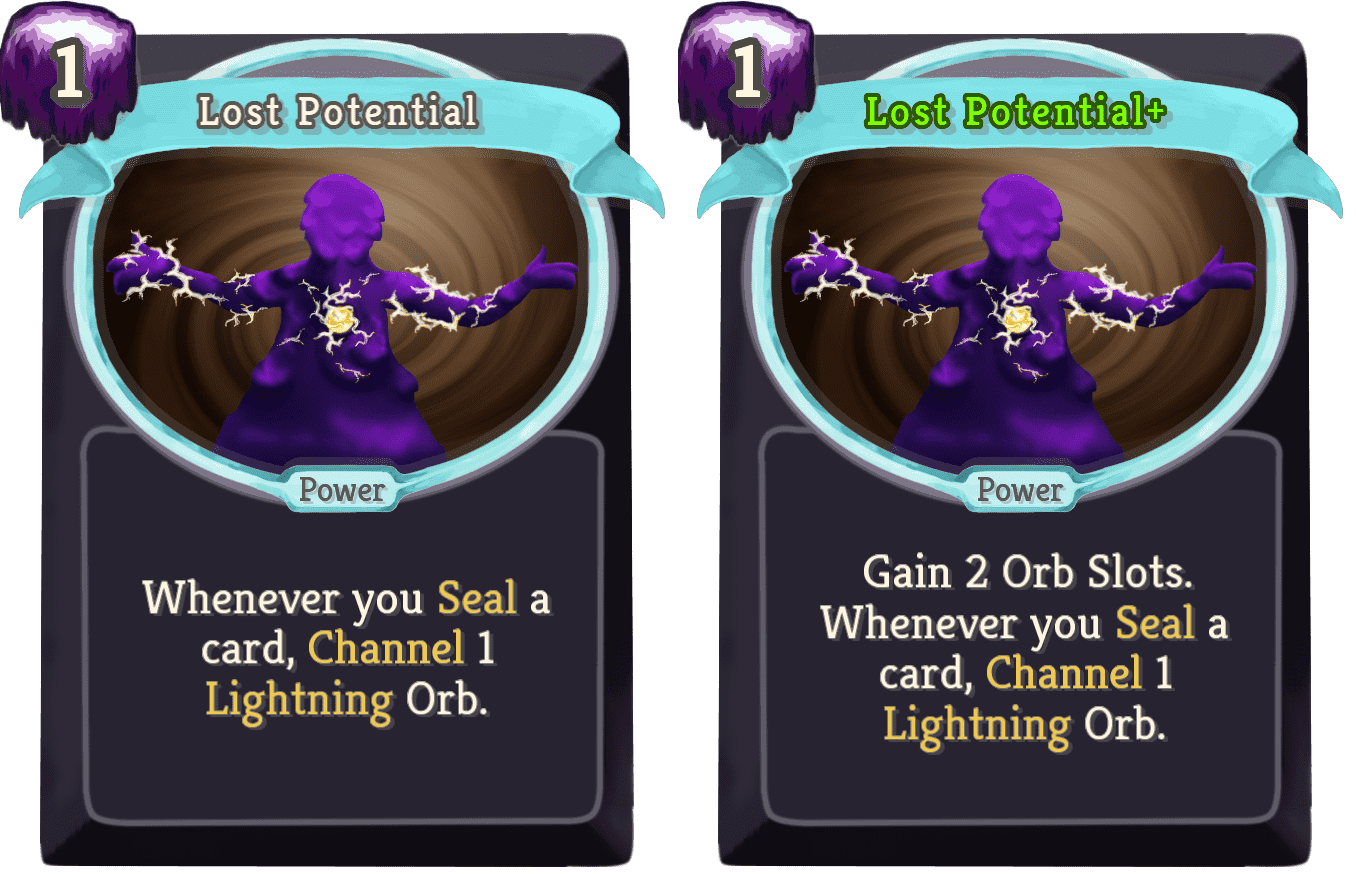 1
Lost Potential
Power
Whenever you Seal a
card, Channel 1
Lightning Orb.
1
Lost Potential+
Power
Gain 2 Orb Slots.
Whenever you Seal a
card, Channel 1
Lightning Orb.